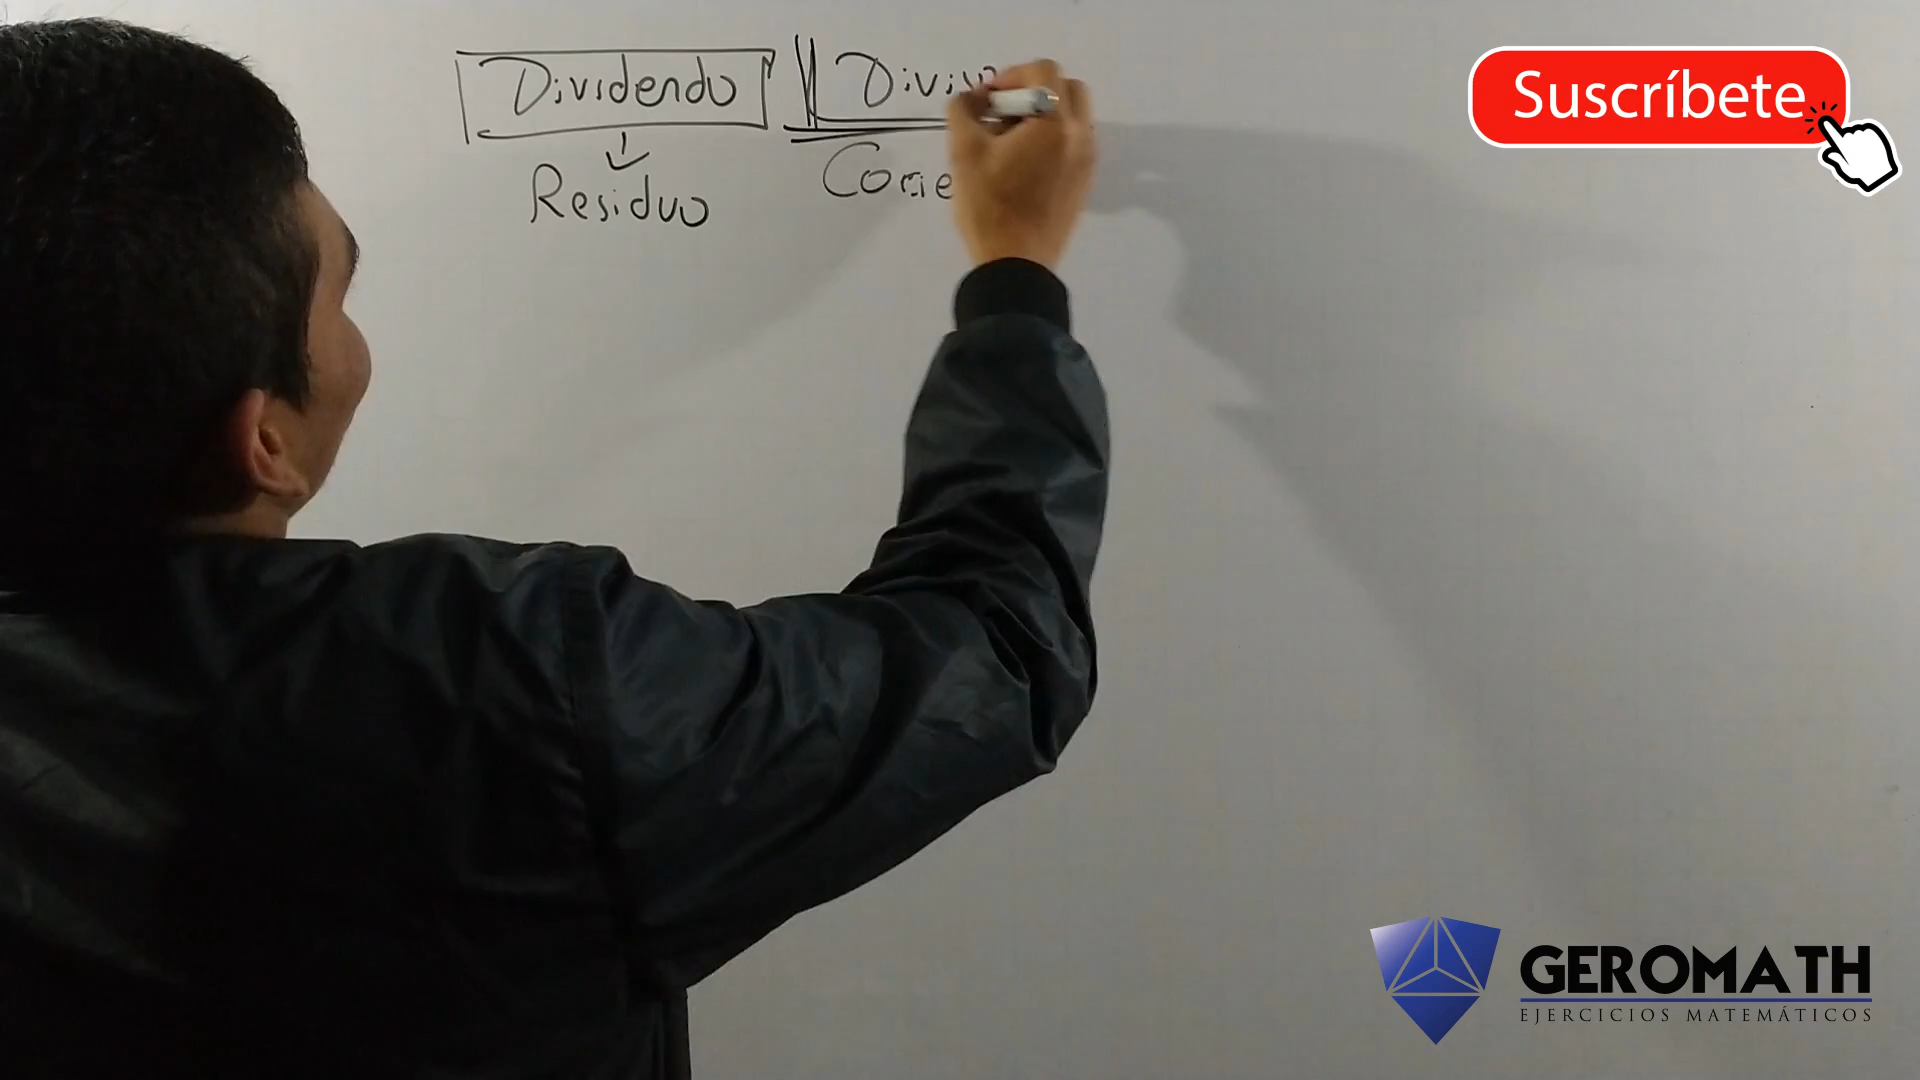 Dividendo
Residuo
Suscríbete
GEROMATH
EJERCICIOS MATEMÁTICOS